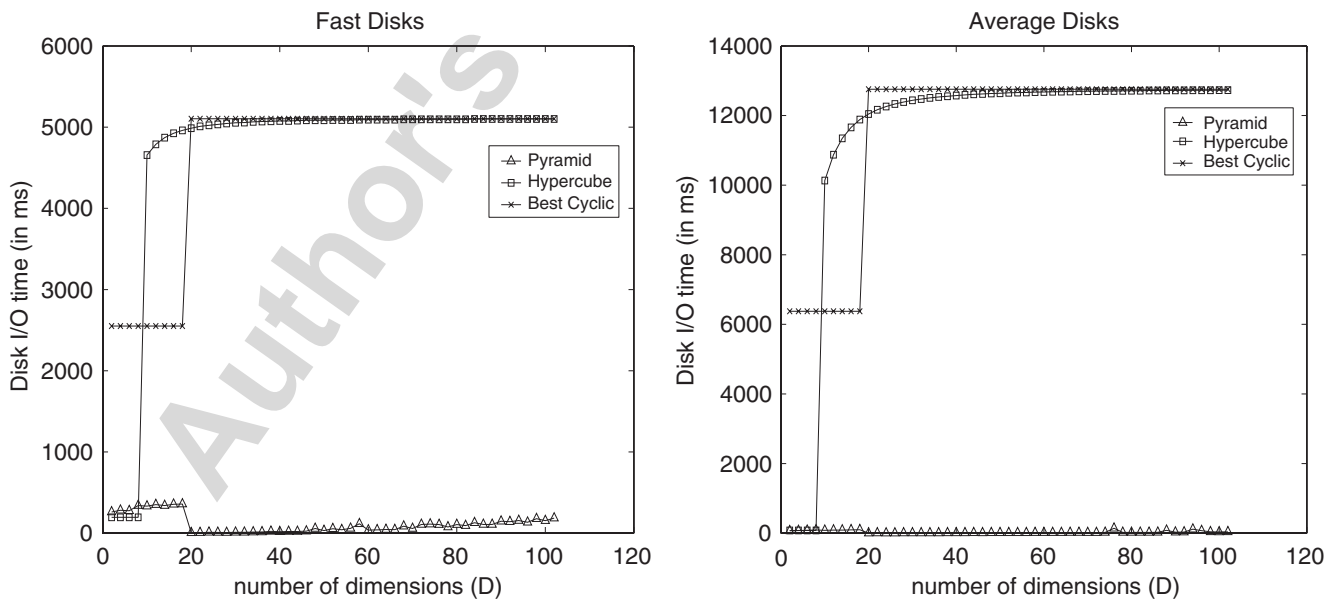 Fast Disks
6000
5000
4000
3000
2000
1000
0
Disk I/O time (in ms)
0 20 40 60 80 100 120
number of dimensions (D)
Pyramid
Hypercube
Best Cyclic
Author's
Average Disks
14000
12000
10000
8000
6000
4000
2000
0
Disk I/O time (in ms)
0 20 40 60 80 100 120
number of dimensions (D)
Pyramid
Hypercube
Best Cyclic